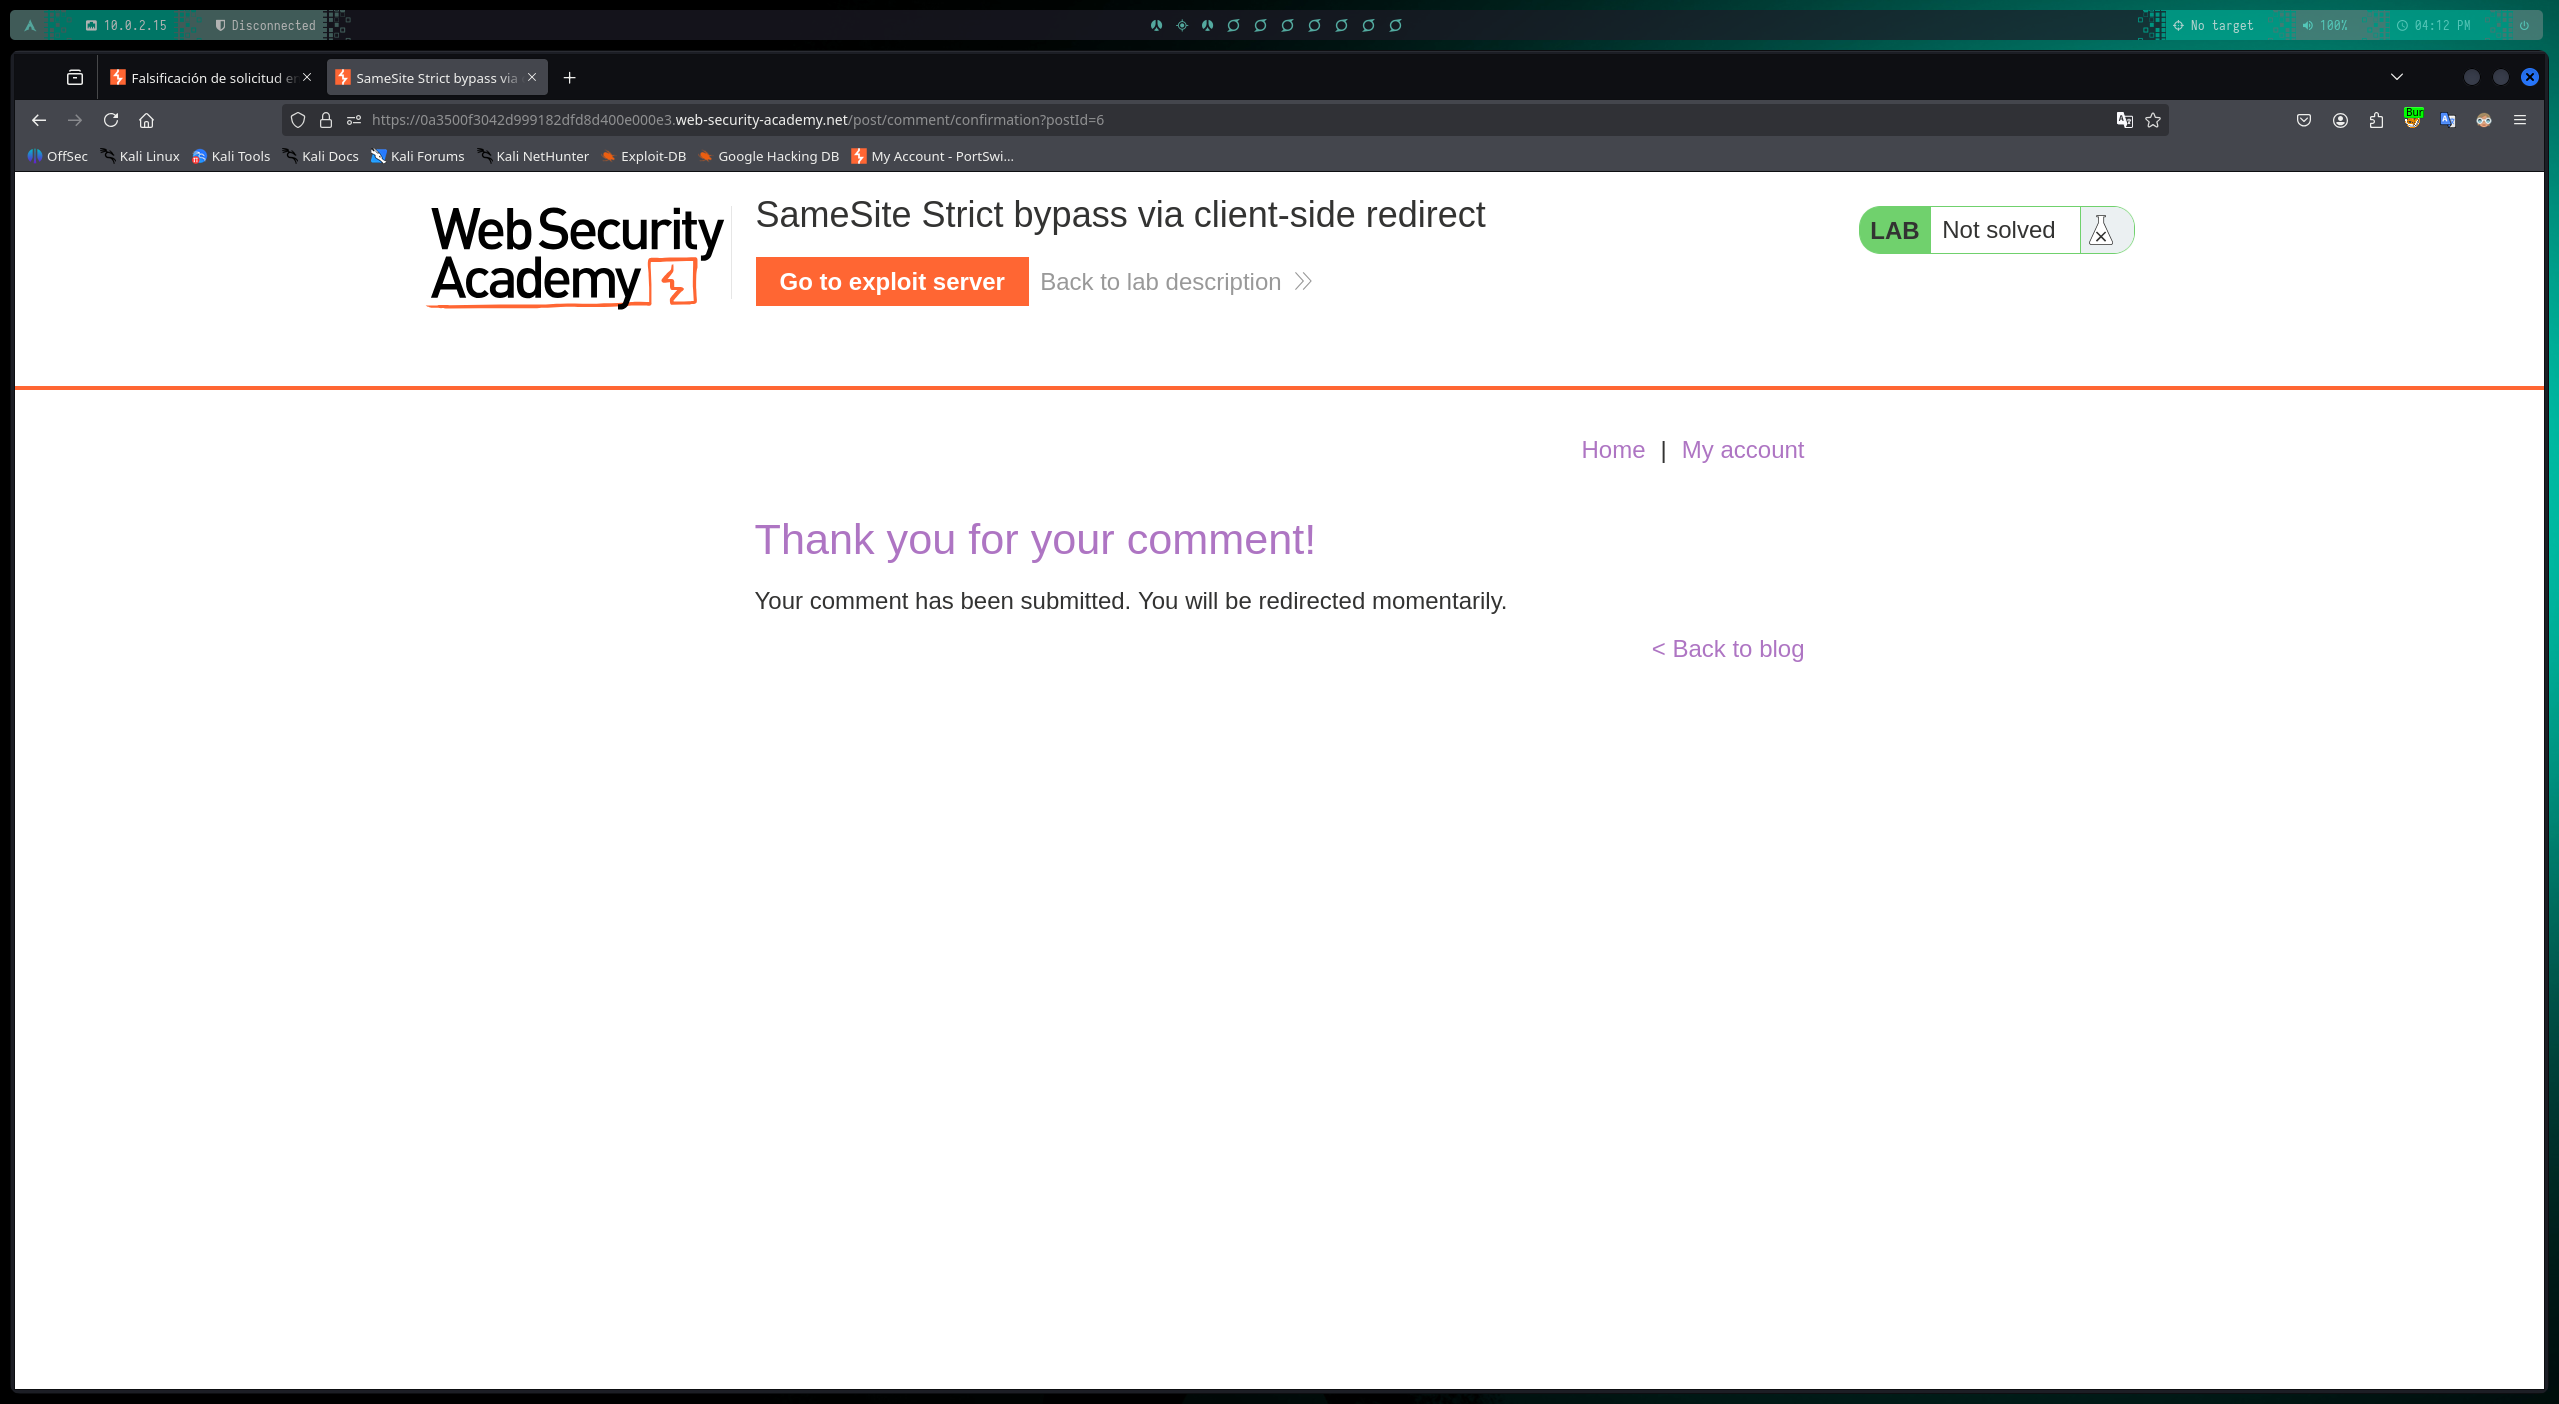 10.0.2.15 Disconnected No target 100% 04:12 PM
Falsificación de solicitud en SameSite Strict bypass via
https://0a3500f3042d999182dfd8d400e000e3.web-security-academy.net/post/comment/confirmation?postId=6
Bur
OffSec Kali Linux Kali Tools Kali Docs Kali Forums Kali NetHunter Exploit-DB Google Hacking DB My Account - PortSwi...
WebSecurity
Academy
SameSite Strict bypass via client-side redirect
Go to exploit server Back to lab description
LAB Not solved
Home | My account
Thank you for your comment!
Your comment has been submitted. You will be redirected momentarily.
< Back to blog